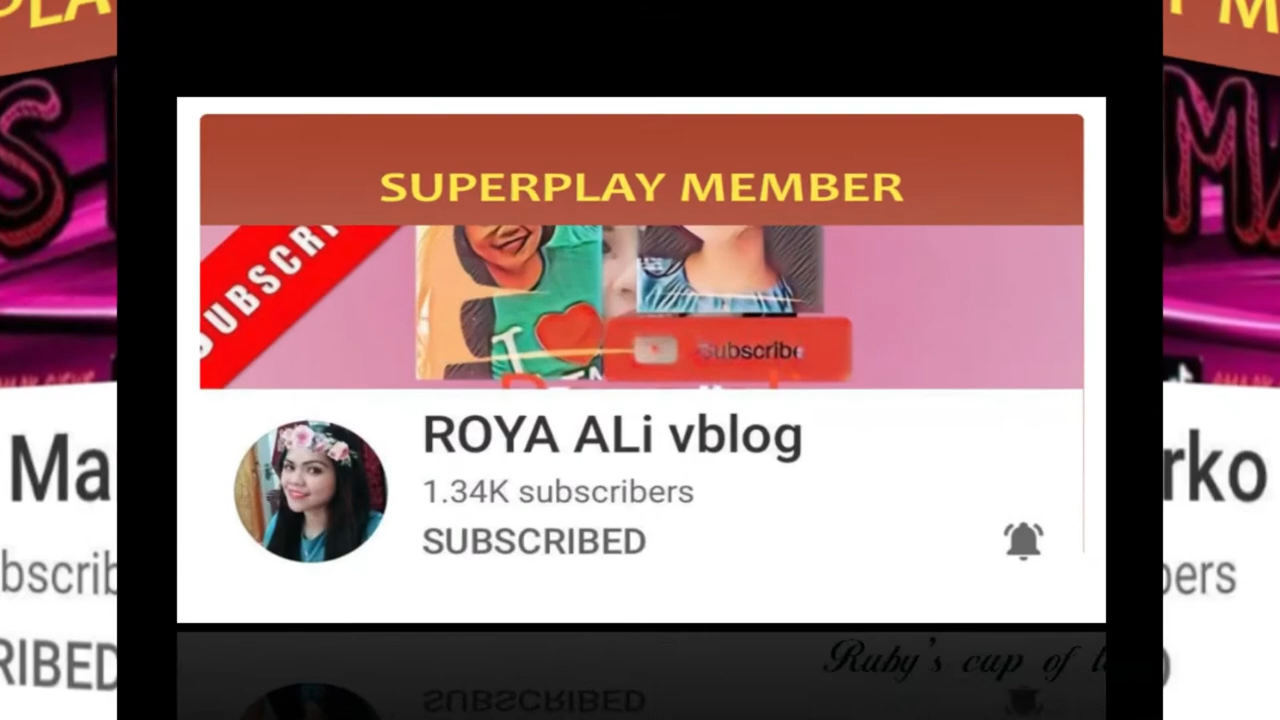 SUPERPLAY MEMBER
SUBSCRI
I
Subscribe
ROYA ALi vblog
1.34K subscribers
SUBSCRIBED
Ma
rko
bscrib
bers
RIBED
Ruby's cup of
SUBSCRIBED